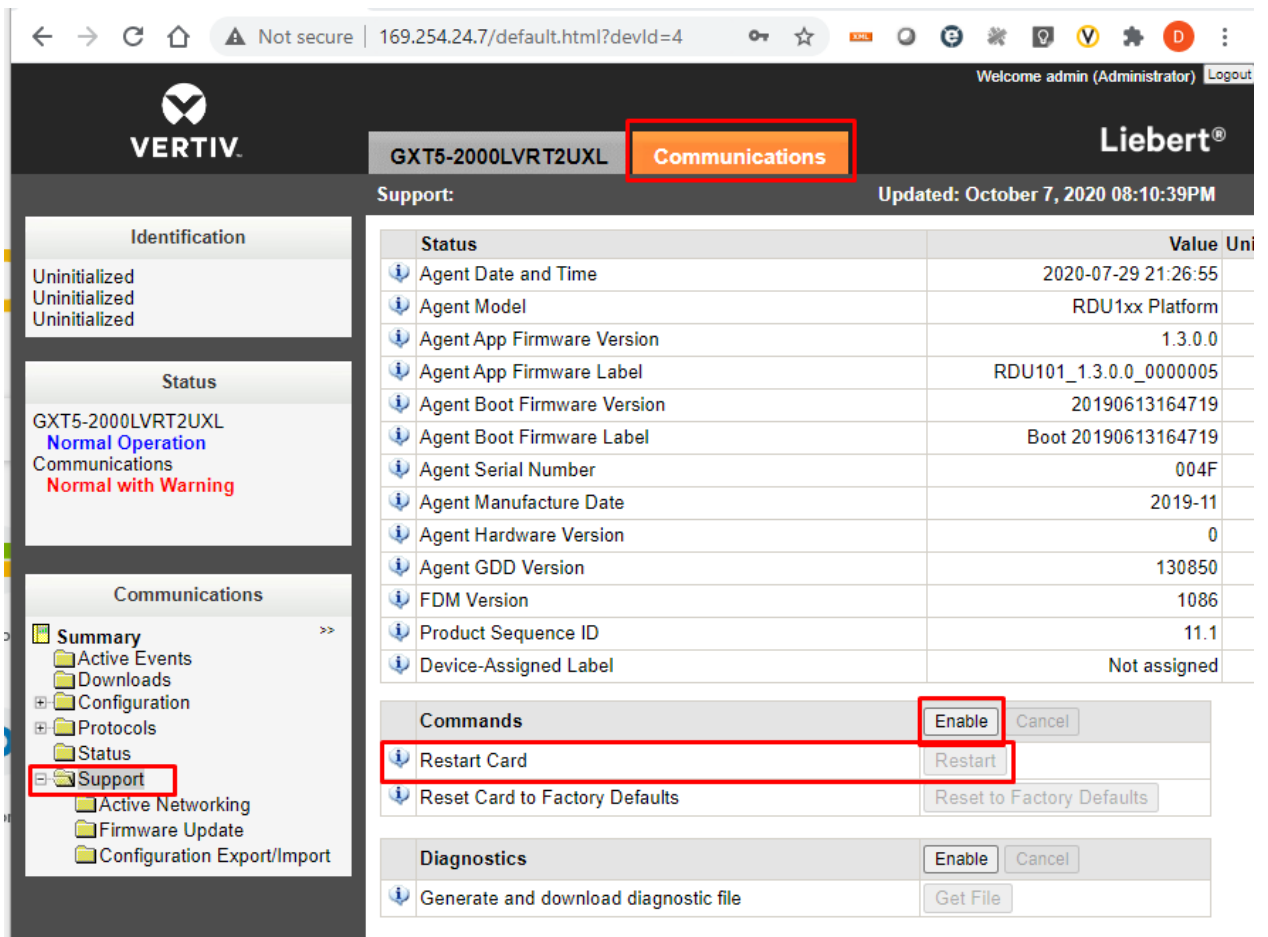 Not secure | 169.254.24.7/default.html?devId=4
Welcome admin (Administrator) Logout
VERTIV™
GXT5-2000LVRT2UXL Communications Liebert®
Support: Updated: October 7, 2020 08:10:39PM
Identification
Uninitialized
Uninitialized
Uninitialized
Status
GXT5-2000LVRT2UXL
Normal Operation
Communications
Normal with Warning
Communications
Summary >>
Active Events
Downloads
Configuration
Protocols
Status
Support
Active Networking
Firmware Update
Configuration Export/Import
Status Value Uni
Agent Date and Time 2020-07-29 21:26:55
Agent Model RDU1xx Platform
Agent App Firmware Version 1.3.0.0
Agent App Firmware Label RDU101_1.3.0.0_0000005
Agent Boot Firmware Version 20190613164719
Agent Boot Firmware Label Boot 20190613164719
Agent Serial Number 004F
Agent Manufacture Date 2019-11
Agent Hardware Version 0
Agent GDD Version 130850
FDM Version 1086
Product Sequence ID 11.1
Device-Assigned Label Not assigned
Commands Enable Cancel
Restart Card Restart
Reset Card to Factory Defaults Reset to Factory Defaults
Diagnostics Enable Cancel
Generate and download diagnostic file Get File